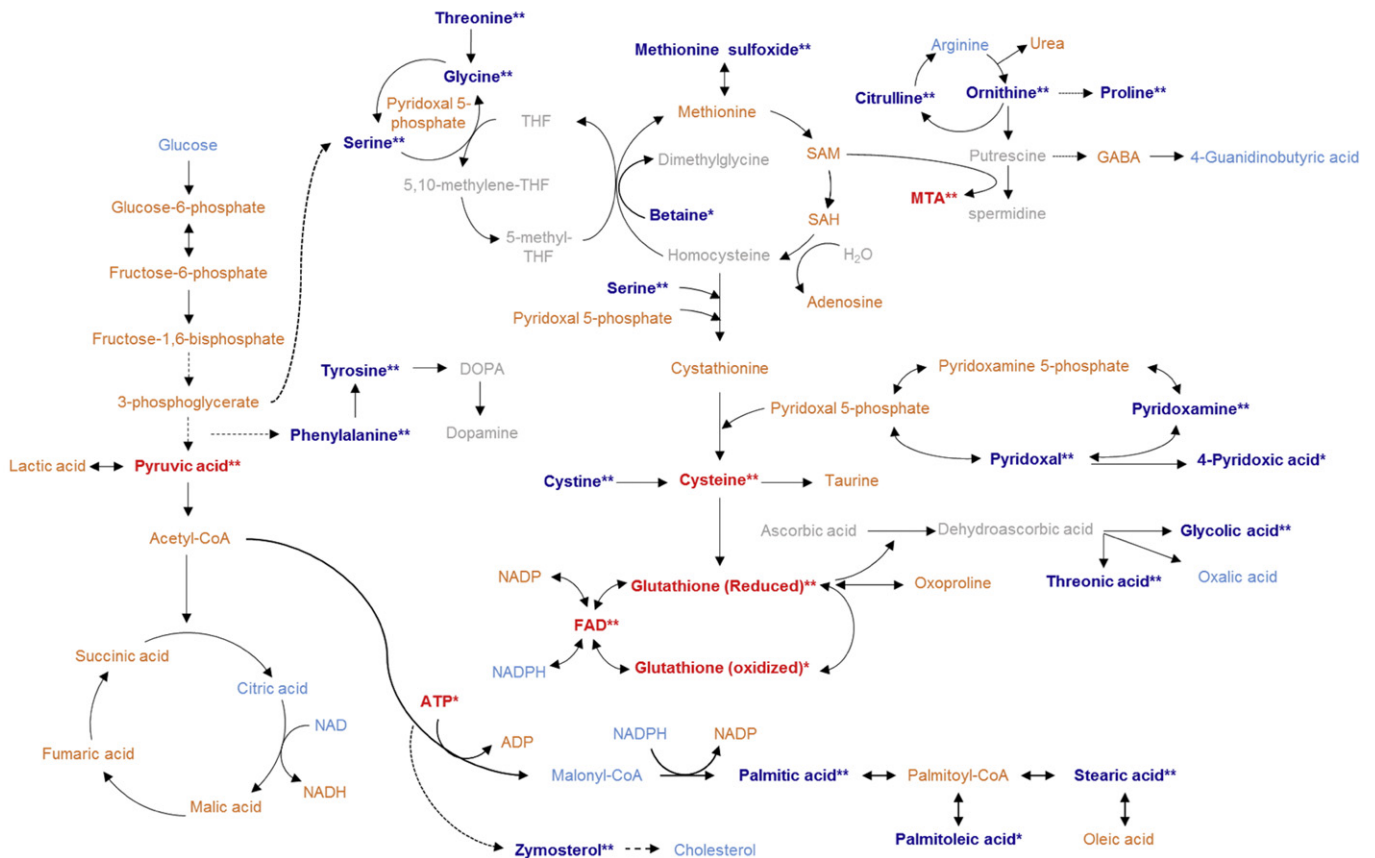 Threonine**
Glycine**
Pyridoxal 5-
phosphate
Serine**
THF
5,10-methylene-THF
5-methyl-
THF
Methionine sulfoxide**
Methionine
Dimethylglycine
Betaine*
Homocysteine
SAM
SAH
H₂O
Adenosine
MTA**
Arginine
Urea
Citrulline**
Ornithine**
Proline**
Putrescine
GABA
4-Guanidinobutyric acid
spermidine
Glucose
Glucose-6-phosphate
Fructose-6-phosphate
Fructose-1,6-bisphosphate
3-phosphoglycerate
Tyrosine**
DOPA
Phenylalanine**
Dopamine
Lactic acid
Pyruvic acid**
Acetyl-CoA
Serine**
Pyridoxal 5-phosphate
Cystathionine
Pyridoxal 5-phosphate
Pyridoxamine 5-phosphate
Pyridoxamine**
Pyridoxal**
4-Pyridoxic acid*
Cystine**
Cysteine**
Taurine
Ascorbic acid
Dehydroascorbic acid
Glycolic acid**
Threonic acid**
Oxalic acid
NADP
Glutathione (Reduced)**
Oxoproline
FAD**
NADPH
Glutathione (oxidized)*
Succinic acid
Citric acid
NAD
NADH
Fumaric acid
Malic acid
ATP*
ADP
Malonyl-CoA
NADPH
NADP
Palmitic acid**
Palmitoyl-CoA
Stearic acid**
Palmitoleic acid*
Oleic acid
Zymosterol**
Cholesterol